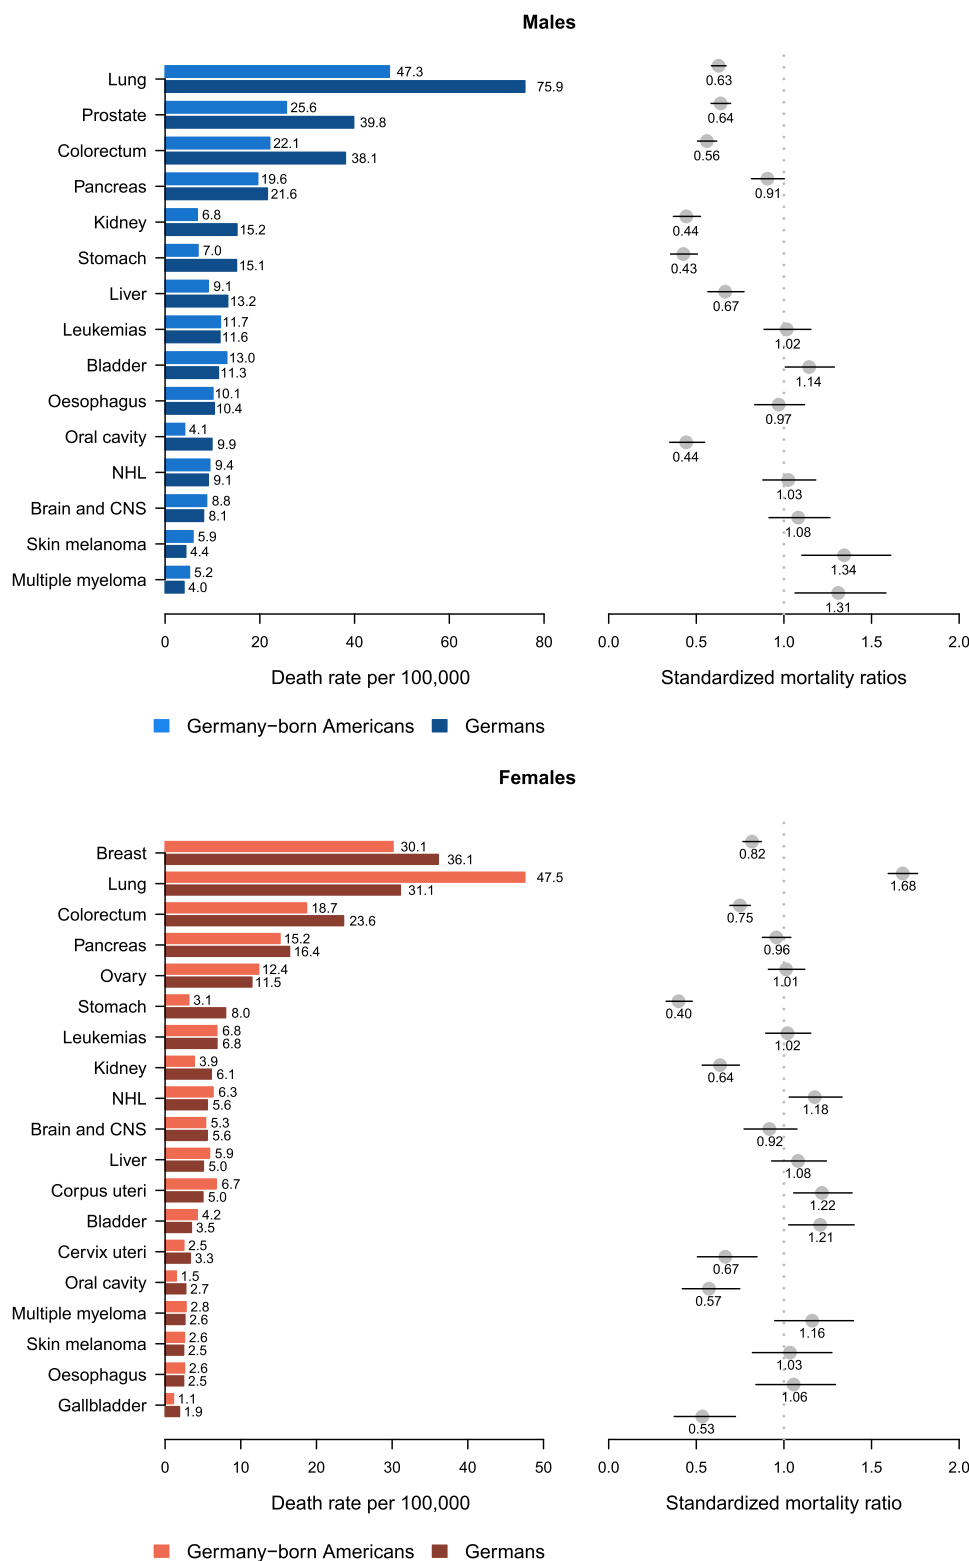 Males
Lung 47.3 75.9 0.63
Prostate 25.6 39.8 0.64
Colorectum 22.1 38.1 0.56
Pancreas 19.6 21.6 0.91
Kidney 6.8 15.2 0.44
Stomach 7.0 15.1 0.43
Liver 9.1 13.2 0.67
Leukemias 11.7 11.6 1.02
Bladder 13.0 11.3 1.14
Oesophagus 10.1 10.4 0.97
Oral cavity 4.1 9.9 0.44
NHL 9.4 9.1 1.03
Brain and CNS 8.8 8.1 1.08
Skin melanoma 5.9 4.4 1.34
Multiple myeloma 5.2 4.0 1.31
0 20 40 60 80 0.0 0.5 1.0 1.5 2.0
Death rate per 100,000 Standardized mortality ratios
Germany−born Americans Germans
Females
Breast 30.1 36.1 0.82
Lung 47.5 31.1 1.68
Colorectum 18.7 23.6 0.75
Pancreas 15.2 16.4 0.96
Ovary 12.4 11.5 1.01
Stomach 3.1 8.0 0.40
Leukemias 6.8 6.8 1.02
Kidney 3.9 6.1 0.64
NHL 6.3 5.6 1.18
Brain and CNS 5.3 5.6 0.92
Liver 5.9 5.0 1.08
Corpus uteri 6.7 5.0 1.22
Bladder 4.2 3.5 1.21
Cervix uteri 2.5 3.3 0.67
Oral cavity 1.5 2.7 0.57
Multiple myeloma 2.8 2.6 1.16
Skin melanoma 2.6 2.5 1.03
Oesophagus 2.6 2.5 1.06
Gallbladder 1.1 1.9 0.53
0 10 20 30 40 50 0.0 0.5 1.0 1.5 2.0
Death rate per 100,000 Standardized mortality ratio
Germany−born Americans Germans